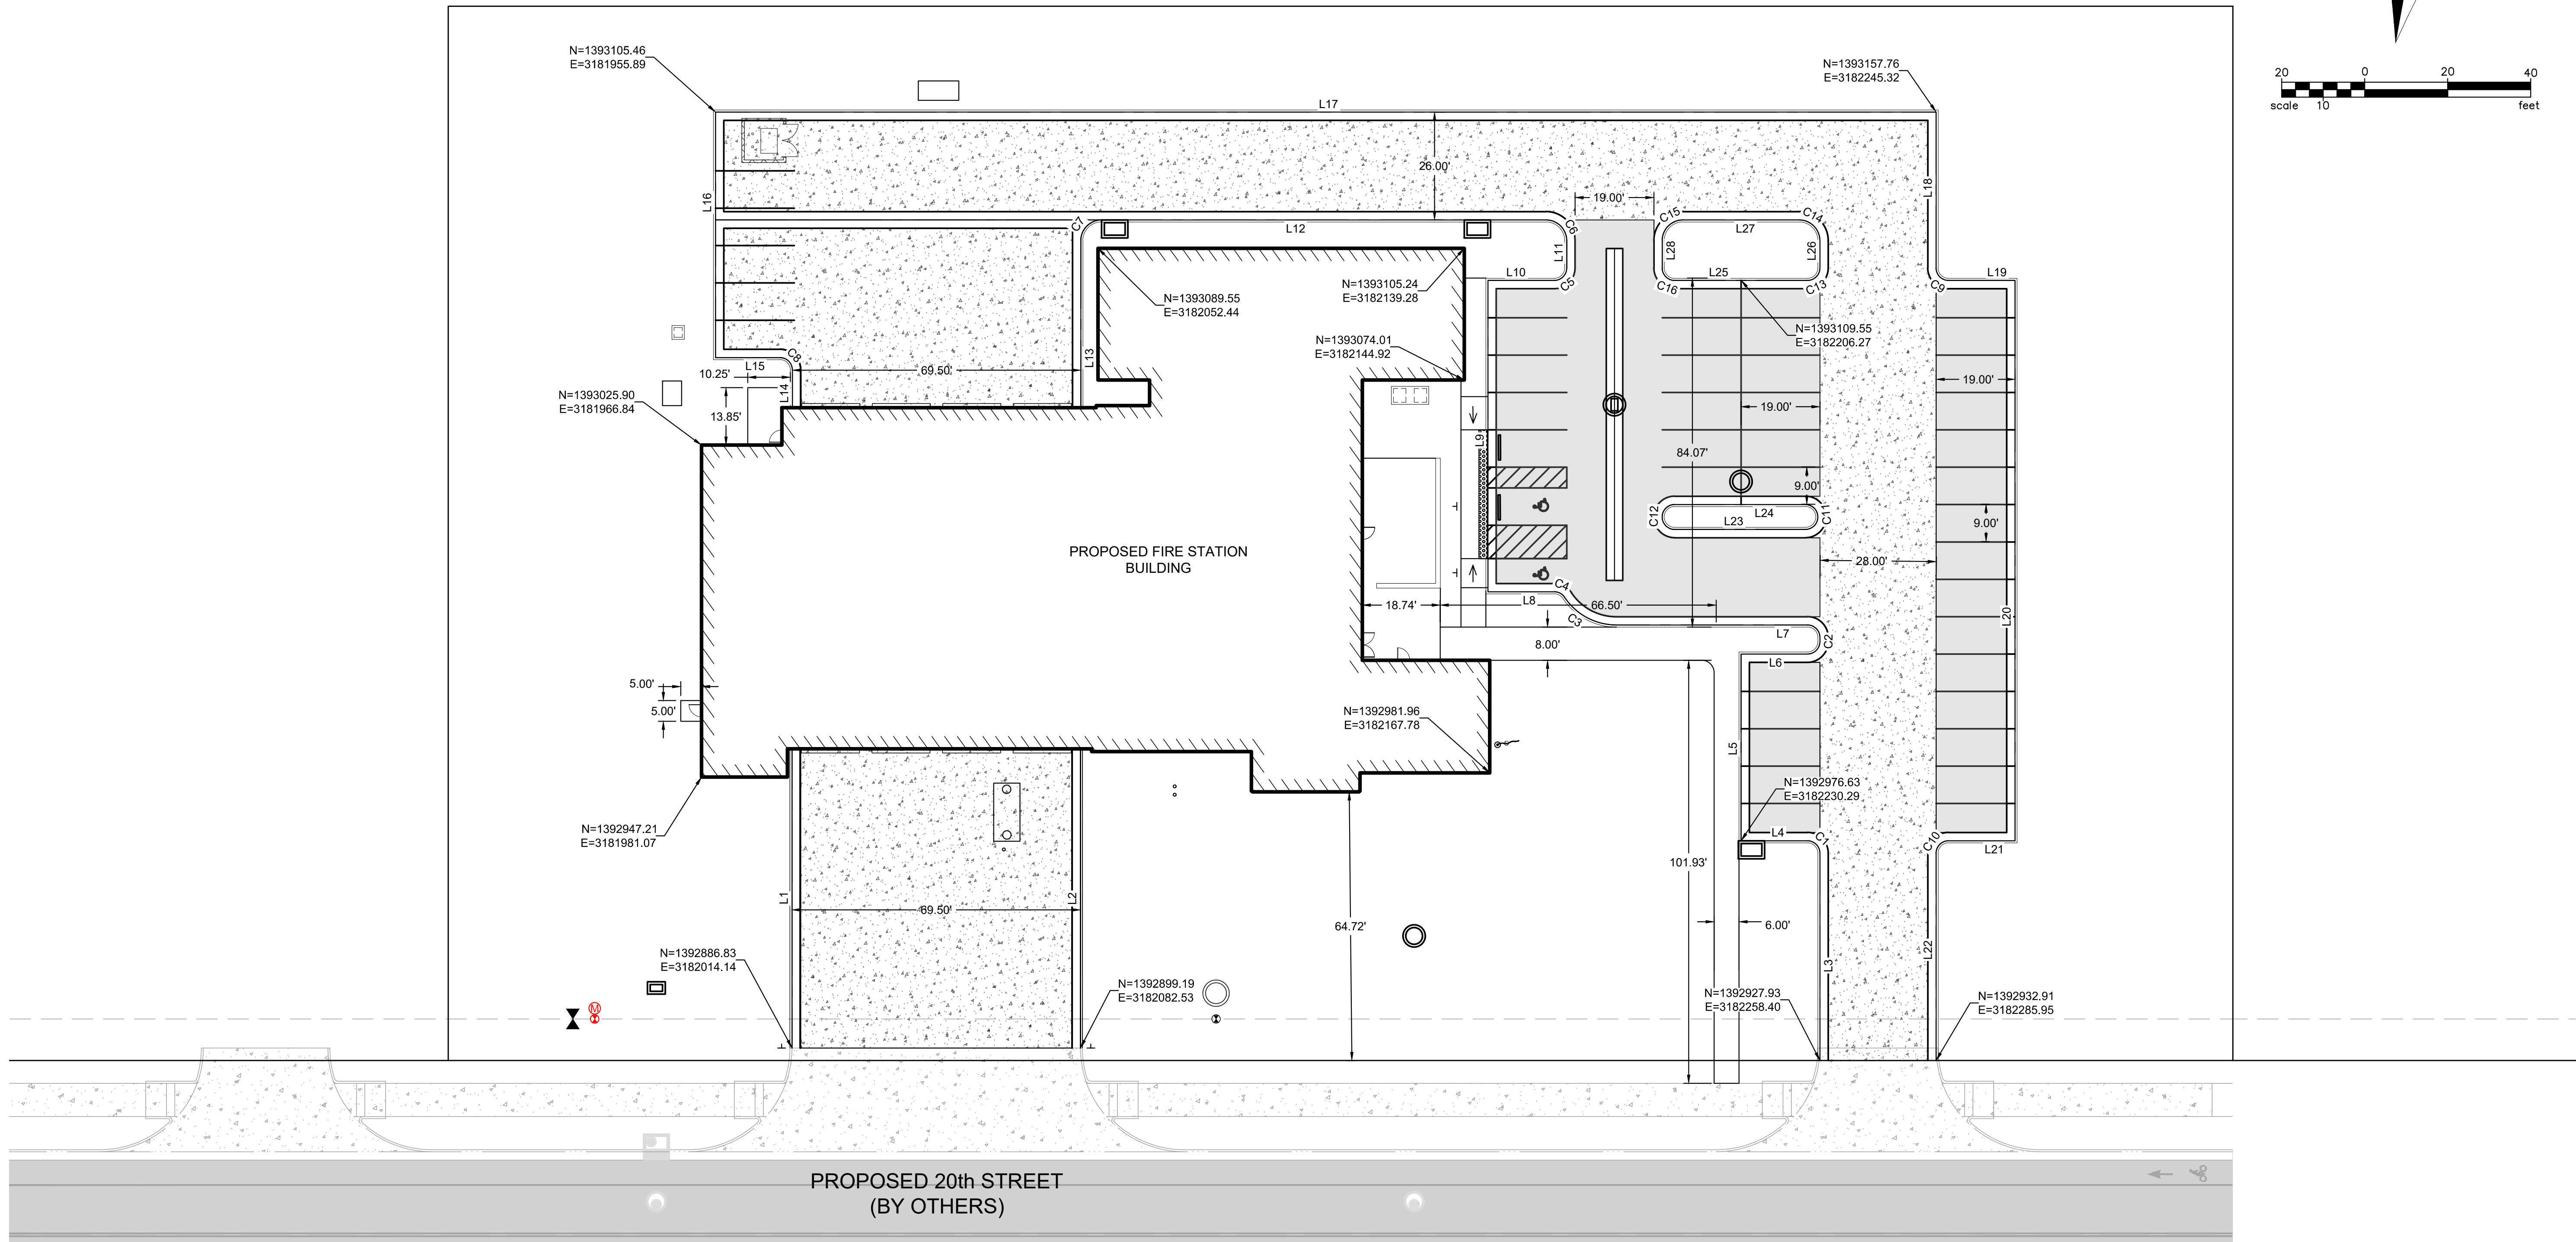 N=1393105.46
E=3181955.89
N=1393157.76
E=3182245.32
20 0 20 40
scale 10 feet
L17
26.00'
L16
L18
19.00'
C7
L12
C6
C15
C14
L27
L11
L28
L26
L10
C5
L25
C16
C13
C9
L19
N=1393089.55
E=3182052.44
N=1393105.24
E=3182139.28
N=1393109.55
E=3182206.27
N=1393074.01
E=3182144.92
C8
L15
L13
10.25'
69.50'
L14
13.85'
N=1393025.90
E=3181966.84
19.00'
19.00'
L9
84.07'
9.00'
C12
L24
L23
C11
9.00'
PROPOSED FIRE STATION
BUILDING
28.00'
C4
18.74'
L8
66.50'
C3
L20
L7
C2
8.00'
L6
5.00'
5.00'
N=1392981.96
E=3182167.78
L5
N=1392976.63
E=3182230.29
N=1392947.21
E=3181981.07
L4
C1
C10
L21
101.93'
L1
L2
69.50'
64.72'
6.00'
N=1392886.83
E=3182014.14
L3
L22
N=1392899.19
E=3182082.53
N=1392927.93
E=3182258.40
N=1392932.91
E=3182285.95
M
PROPOSED 20th STREET
(BY OTHERS)